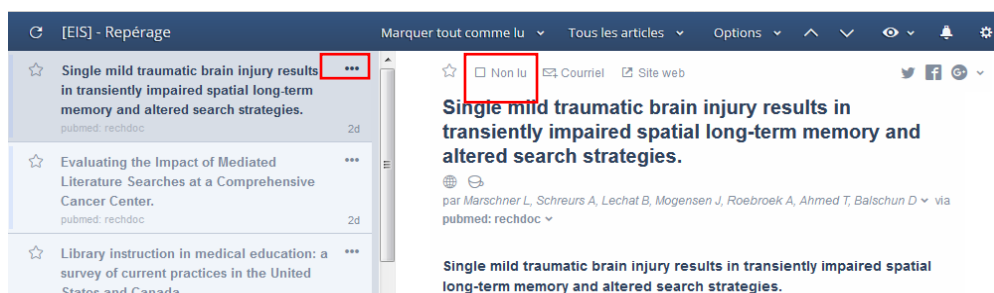 [EIS] - Repérage
Marquer tout comme lu
Tous les articles
Options
Single mild traumatic brain injury results
in transiently impaired spatial long-term
memory and altered search strategies.
pubmed: rechdoc
2d
Evaluating the Impact of Mediated
Literature Searches at a Comprehensive
Cancer Center.
pubmed: rechdoc
2d
Library instruction in medical education: a
survey of current practices in the United
States and Canada
Non lu
Courriel
Site web
Single mild traumatic brain injury results in
transiently impaired spatial long-term memory and
altered search strategies.
par Marschner L, Schreurs A, Lechat B, Mogensen J, Roebroek A, Ahmed T, Balschun D via
pubmed: rechdoc
Single mild traumatic brain injury results in transiently impaired spatial
long-term memory and altered search strategies.